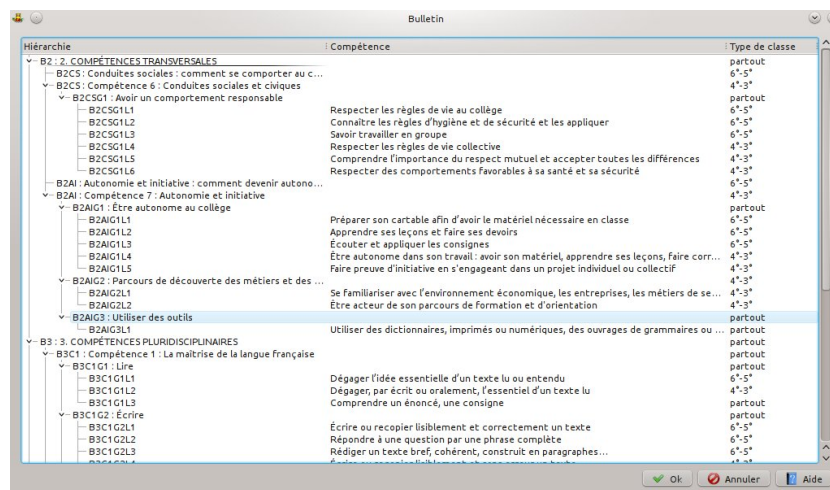 Bulletin
Hiérarchie Compétence Type de classe
B2 : 2. COMPÉTENCES TRANSVERSALES partout
B2CS : Conduites sociales : comment se comporter au c... 6°-5°
B2CS : Compétence 6 : Conduites sociales et civiques 4°-3°
B2CSG1 : Avoir un comportement responsable partout
B2CSG1L1 Respecter les règles de vie au collège 6°-5°
B2CSG1L2 Connaître les règles d'hygiène et de sécurité et les appliquer 6°-5°
B2CSG1L3 Savoir travailler en groupe 6°-5°
B2CSG1L4 Respecter les règles de vie collective 4°-3°
B2CSG1L5 Comprendre l'importance du respect mutuel et accepter toutes les différences 4°-3°
B2CSG1L6 Respecter des comportements favorables à sa santé et sa sécurité 4°-3°
B2AI : Autonomie et initiative : comment devenir autono... 6°-5°
B2AI : Compétence 7 : Autonomie et initiative 4°-3°
B2AIG1 : Être autonome au collège partout
B2AIG1L1 Préparer son cartable afin d'avoir le matériel nécessaire en classe 6°-5°
B2AIG1L2 Apprendre ses leçons et faire ses devoirs 6°-5°
B2AIG1L3 Écouter et appliquer les consignes 6°-5°
B2AIG1L4 Être autonome dans son travail : avoir son matériel, apprendre ses leçons, faire corr... 4°-3°
B2AIG1L5 Faire preuve d'initiative en s'engageant dans un projet individuel ou collectif 4°-3°
B2AIG2 : Parcours de découverte des métiers et des ... 4°-3°
B2AIG2L1 Se familiariser avec l'environnement économique, les entreprises, les métiers de se... 4°-3°
B2AIG2L2 Être acteur de son parcours de formation et d'orientation 4°-3°
B2AIG3 : Utiliser des outils partout
B2AIG3L1 Utiliser des dictionnaires, imprimés ou numériques, des ouvrages de grammaires ou ... partout
B3 : 3. COMPÉTENCES PLURIDISCIPLINAIRES partout
B3C1 : Compétence 1 : La maîtrise de la langue française partout
B3C1G1 : Lire partout
B3C1G1L1 Dégager l'idée essentielle d'un texte lu ou entendu 6°-5°
B3C1G1L2 Dégager, par écrit ou oralement, l'essentiel d'un texte lu 4°-3°
B3C1G1L3 Comprendre un énoncé, une consigne partout
B3C1G2 : Écrire partout
B3C1G2L1 Écrire ou recopier lisiblement et correctement un texte 6°-5°
B3C1G2L2 Répondre à une question par une phrase complète 6°-5°
B3C1G2L3 Rédiger un texte bref, cohérent, construit en paragraphes... 6°-5°
Ok Annuler Aide